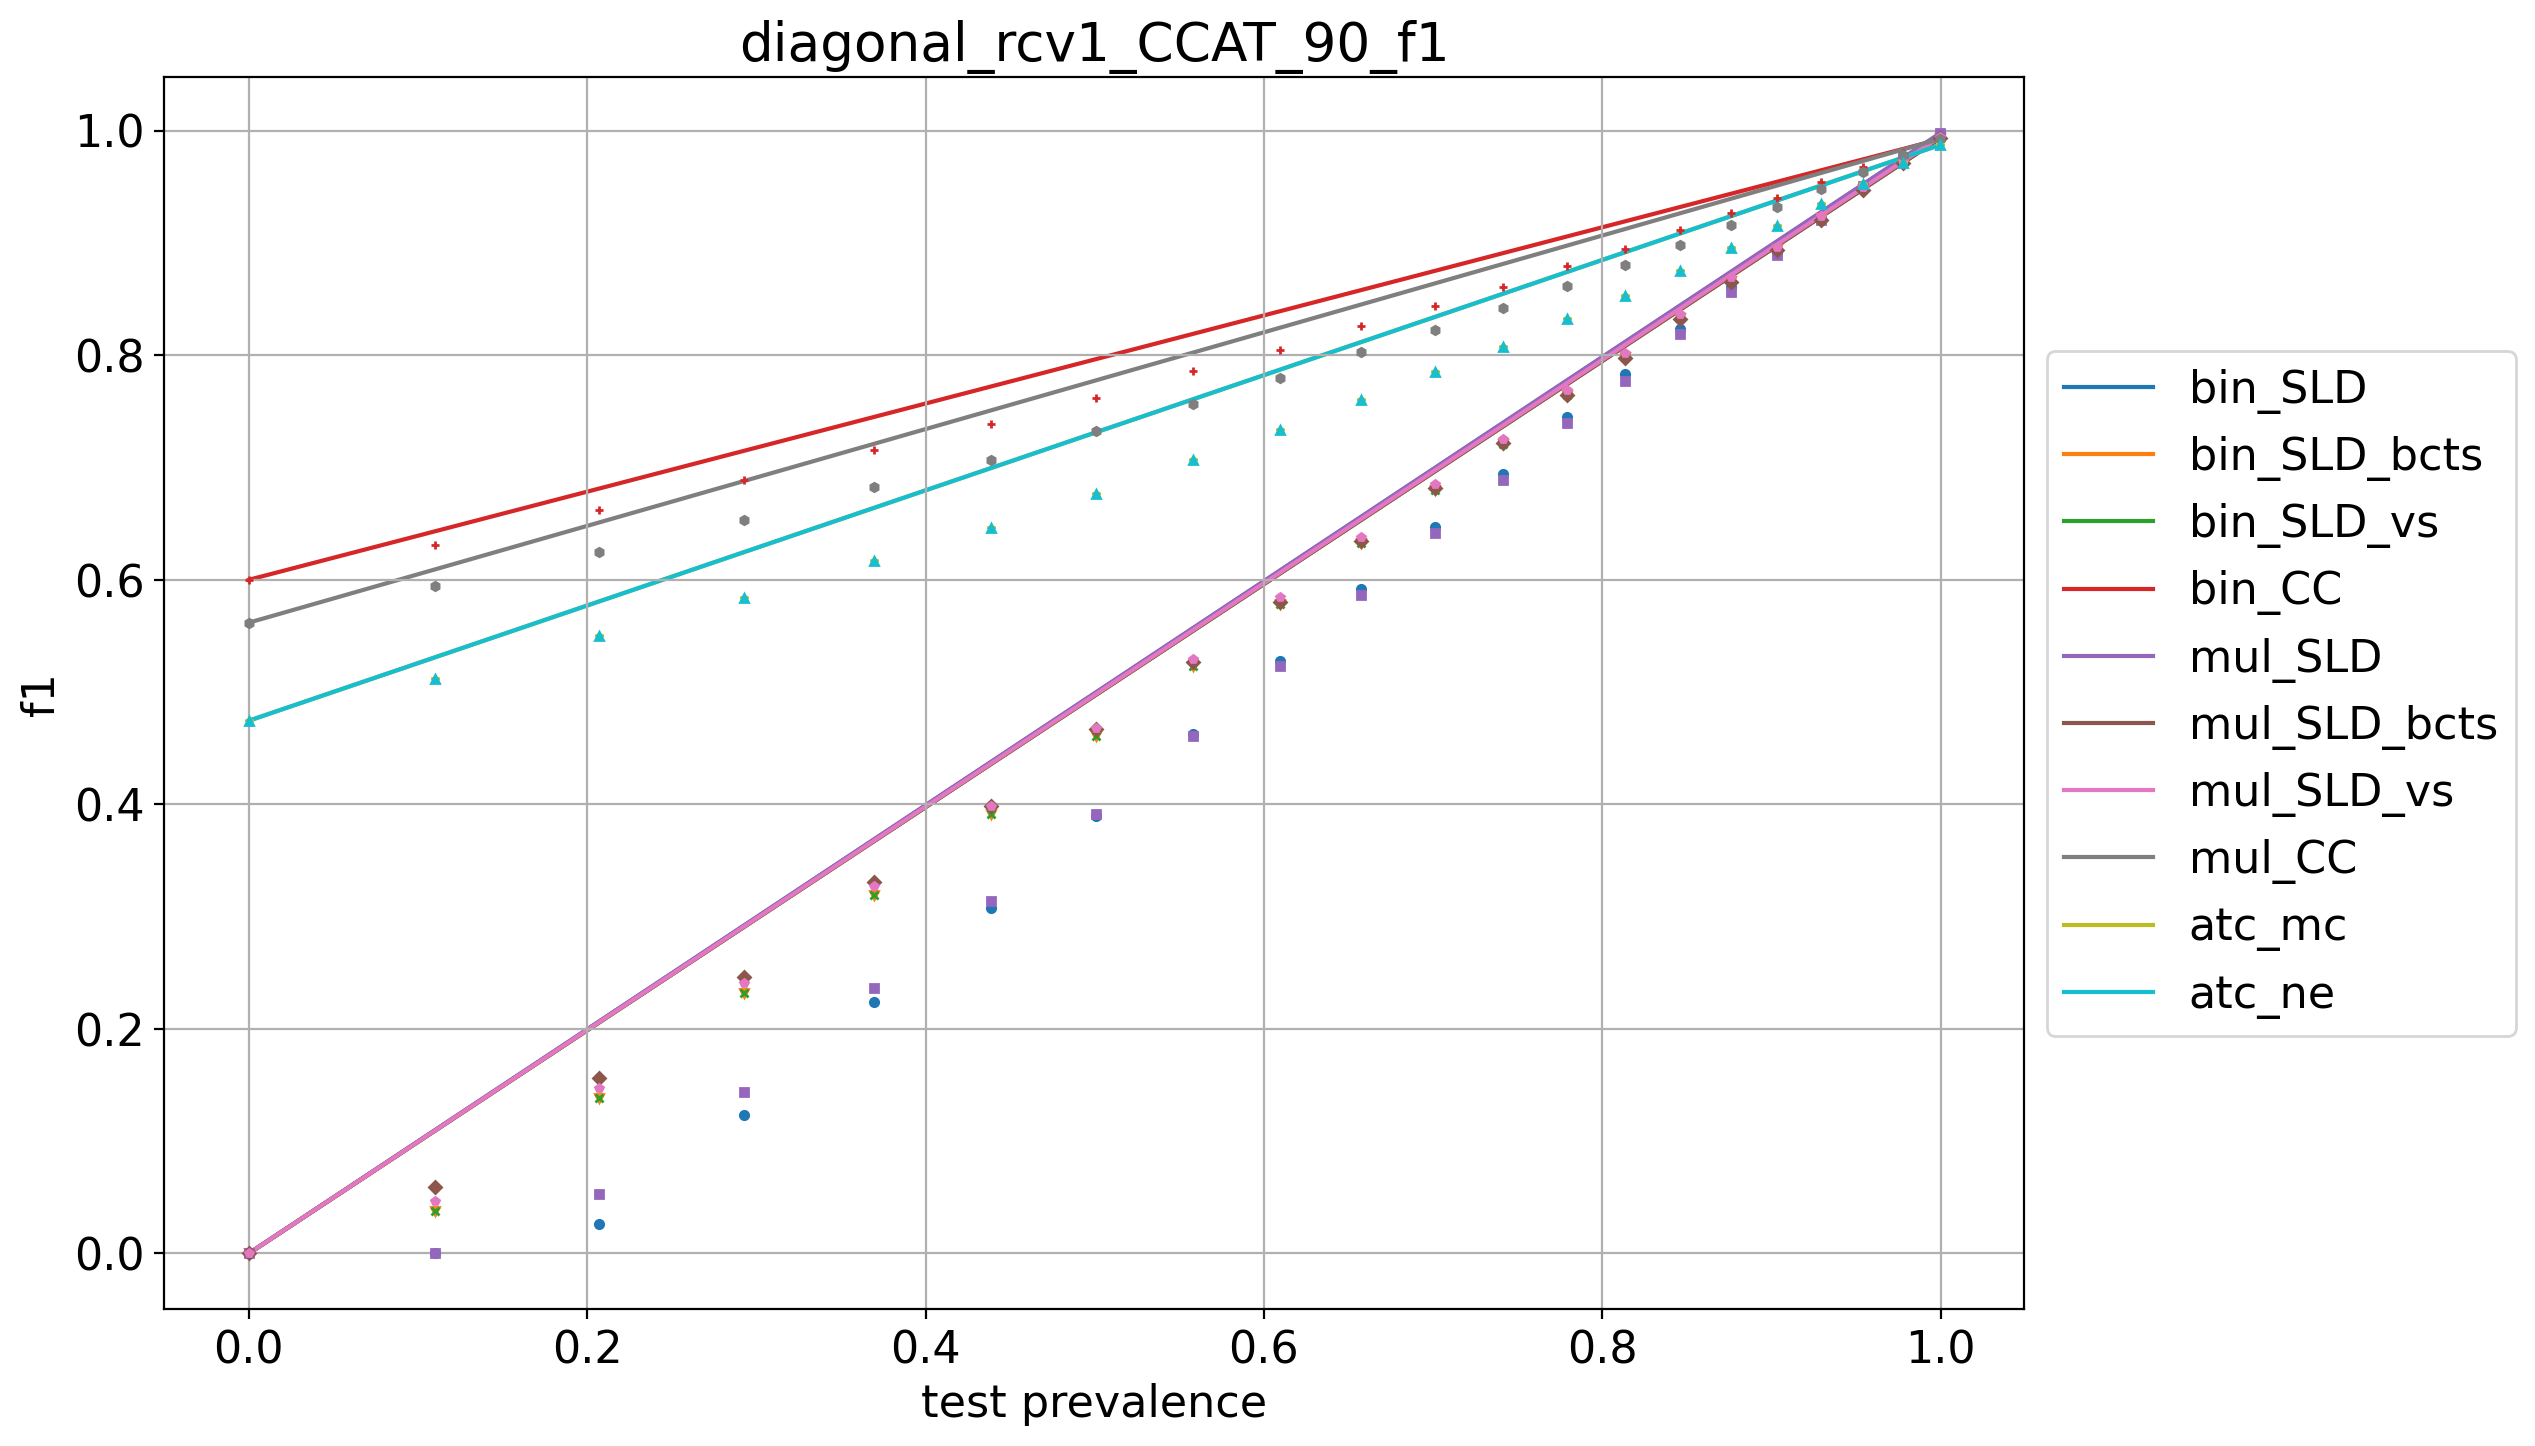 diagonal_rcv1_CCAT_90_f1
1.0
0.8
0.6
0.4
0.2
0.0
f1
0.0 0.2 0.4 0.6 0.8 1.0
test prevalence
bin_SLD
bin_SLD_bcts
bin_SLD_vs
bin_CC
mul_SLD
mul_SLD_bcts
mul_SLD_vs
mul_CC
atc_mc
atc_ne